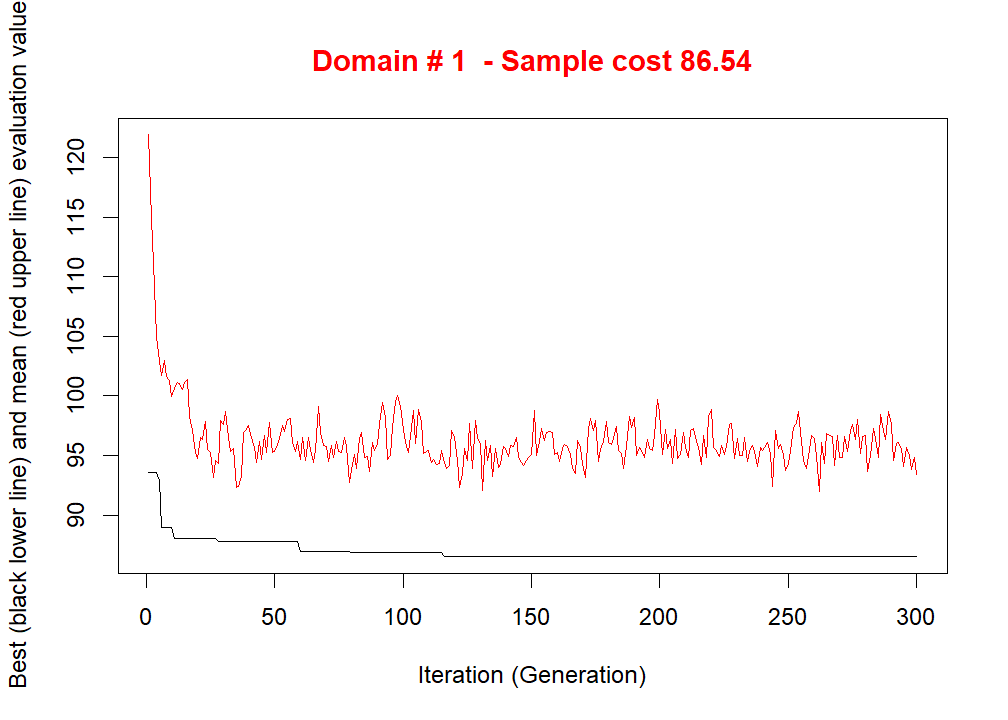 Domain # 1  - Sample cost 86.54
Best (black lower line) and mean (red upper line) evaluation value
120
115
110
105
100
95
90
0 50 100 150 200 250 300
Iteration (Generation)